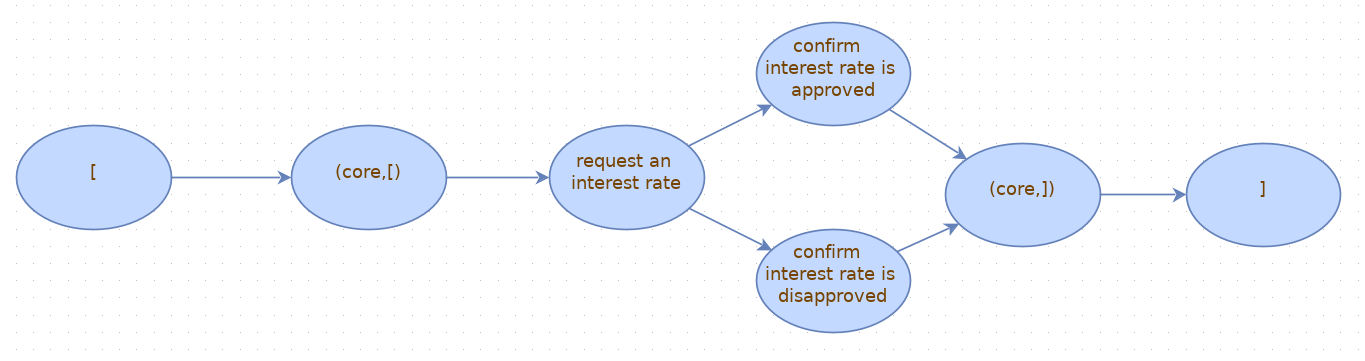 [
(core,[)
request an
interest rate
confirm
interest rate is
approved
confirm
interest rate is
disapproved
(core,])
]